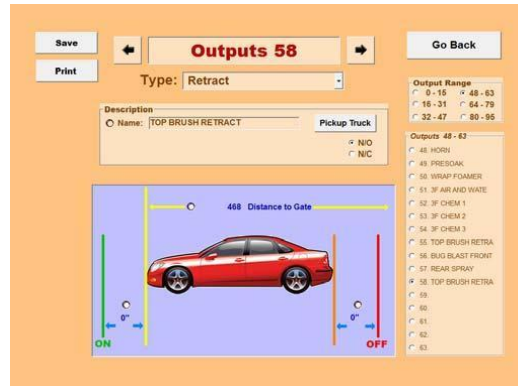 Save
Print
Outputs 58
Go Back
Type: Retract
Description
Name: TOP BRUSH RETRACT
Pickup Truck
N/O
N/C
Output Range
0 - 15 48 - 63
16 - 31 64 - 79
32 - 47 80 - 95
Outputs 48 - 63
48. HORN
49. PRESOAK
50. WRAP FOAMER
51. 3F AIR AND WATE
52. 3F CHEM 1
53. 3F CHEM 2
54. 3F CHEM 3
55. TOP BRUSH RETRA
56. BUG BLAST FRONT
57. REAR SPRAY
58. TOP BRUSH RETRA
59.
60.
61.
62.
63.
468 Distance to Gate
0" 0"
ON OFF